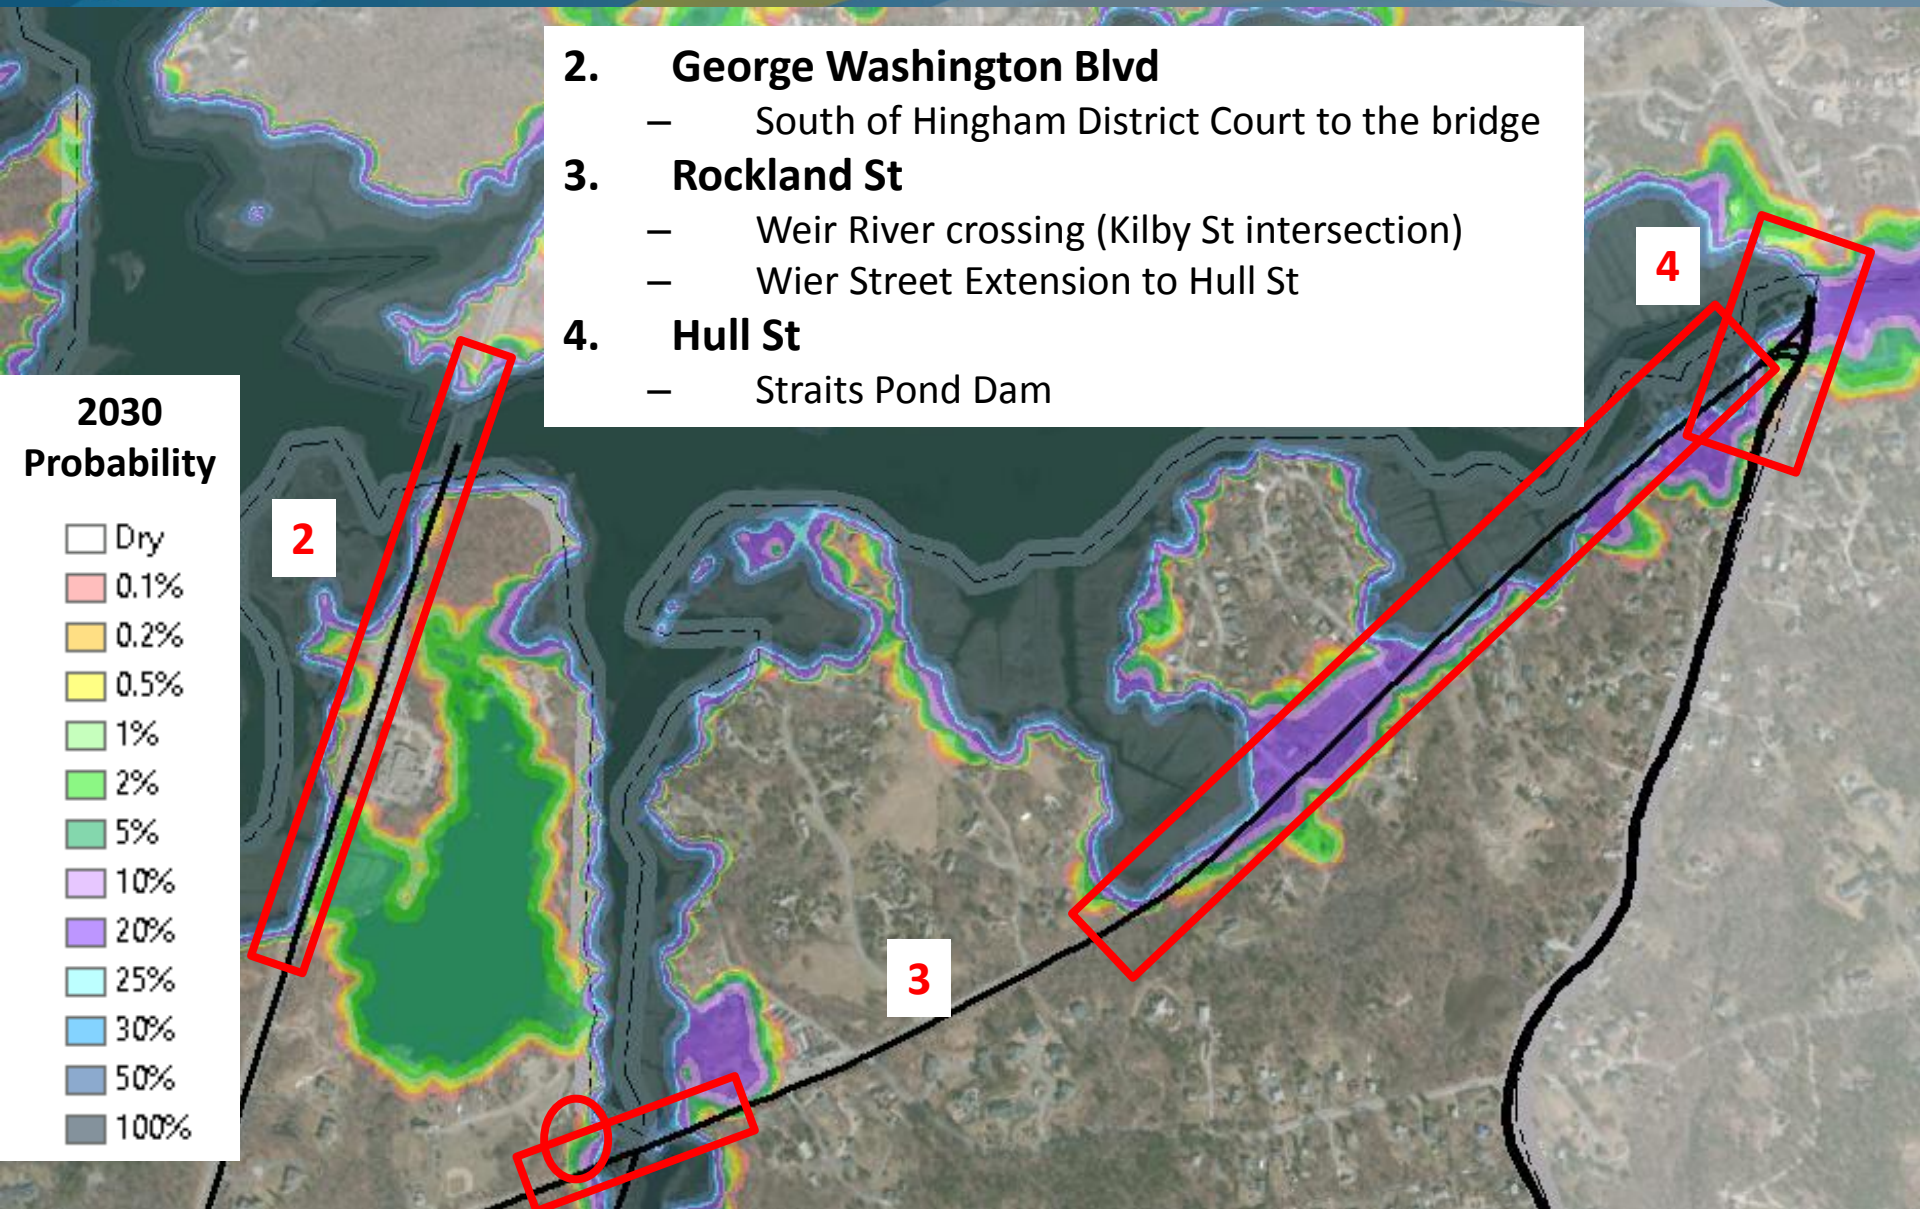 2. George Washington Blvd
– South of Hingham District Court to the bridge
3. Rockland St
– Weir River crossing (Kilby St intersection)
– Wier Street Extension to Hull St
4. Hull St
– Straits Pond Dam
4
2030
Probability
Dry
0.1%
0.2%
0.5%
1%
2%
5%
10%
20%
25%
30%
50%
100%
2
3